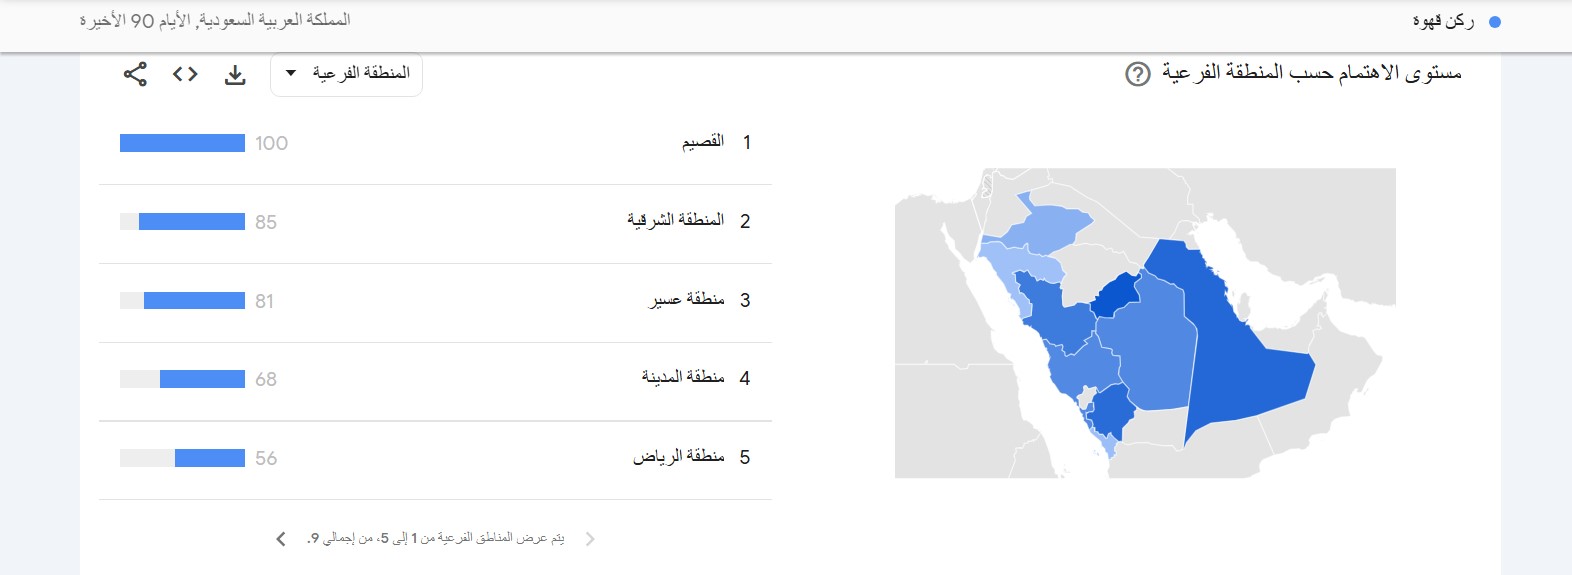 ركن قهوة
المملكة العربية السعودية, الأيام 90 الأخيرة
مستوى الاهتمام حسب المنطقة الفرعية ?
المنطقة الفرعية
1 القصيم 100
2 المنطقة الشرقية 85
3 منطقة عسير 81
4 منطقة المدينة 68
5 منطقة الرياض 56
يتم عرض المناطق الفرعية من 1 إلى 5، من إجمالي 9.